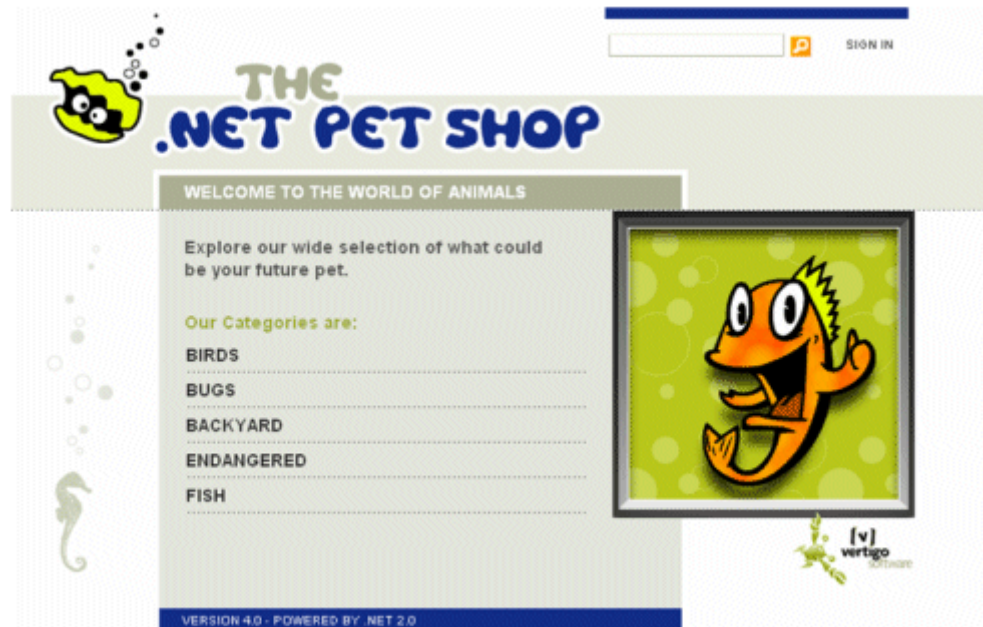 SIGN IN
THE
.NET PET SHOP
WELCOME TO THE WORLD OF ANIMALS
Explore our wide selection of what could
be your future pet.
Our Categories are:
BIRDS
BUGS
BACKYARD
ENDANGERED
FISH
[v]
vertigo
software
VERSION 4.0 - POWERED BY .NET 2.0